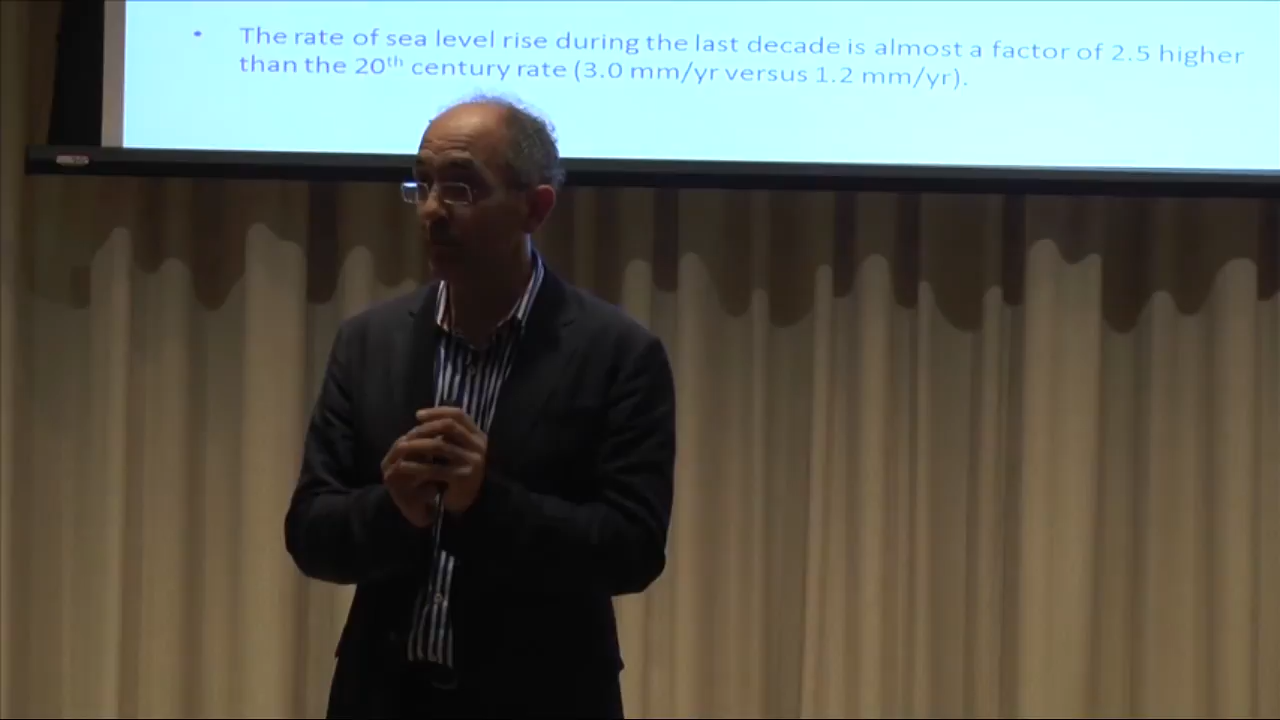 • The rate of sea level rise during the last decade is almost a factor of 2.5 higher
than the 20th century rate (3.0 mm/yr versus 1.2 mm/yr).